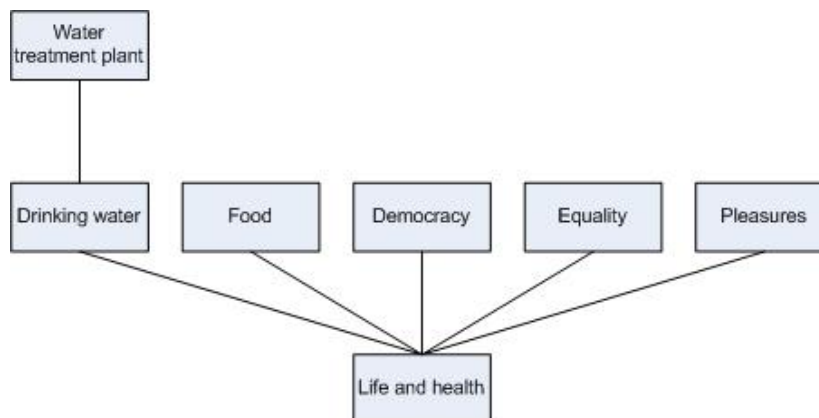 Water
treatment plant
Drinking water
Food
Democracy
Equality
Pleasures
Life and health